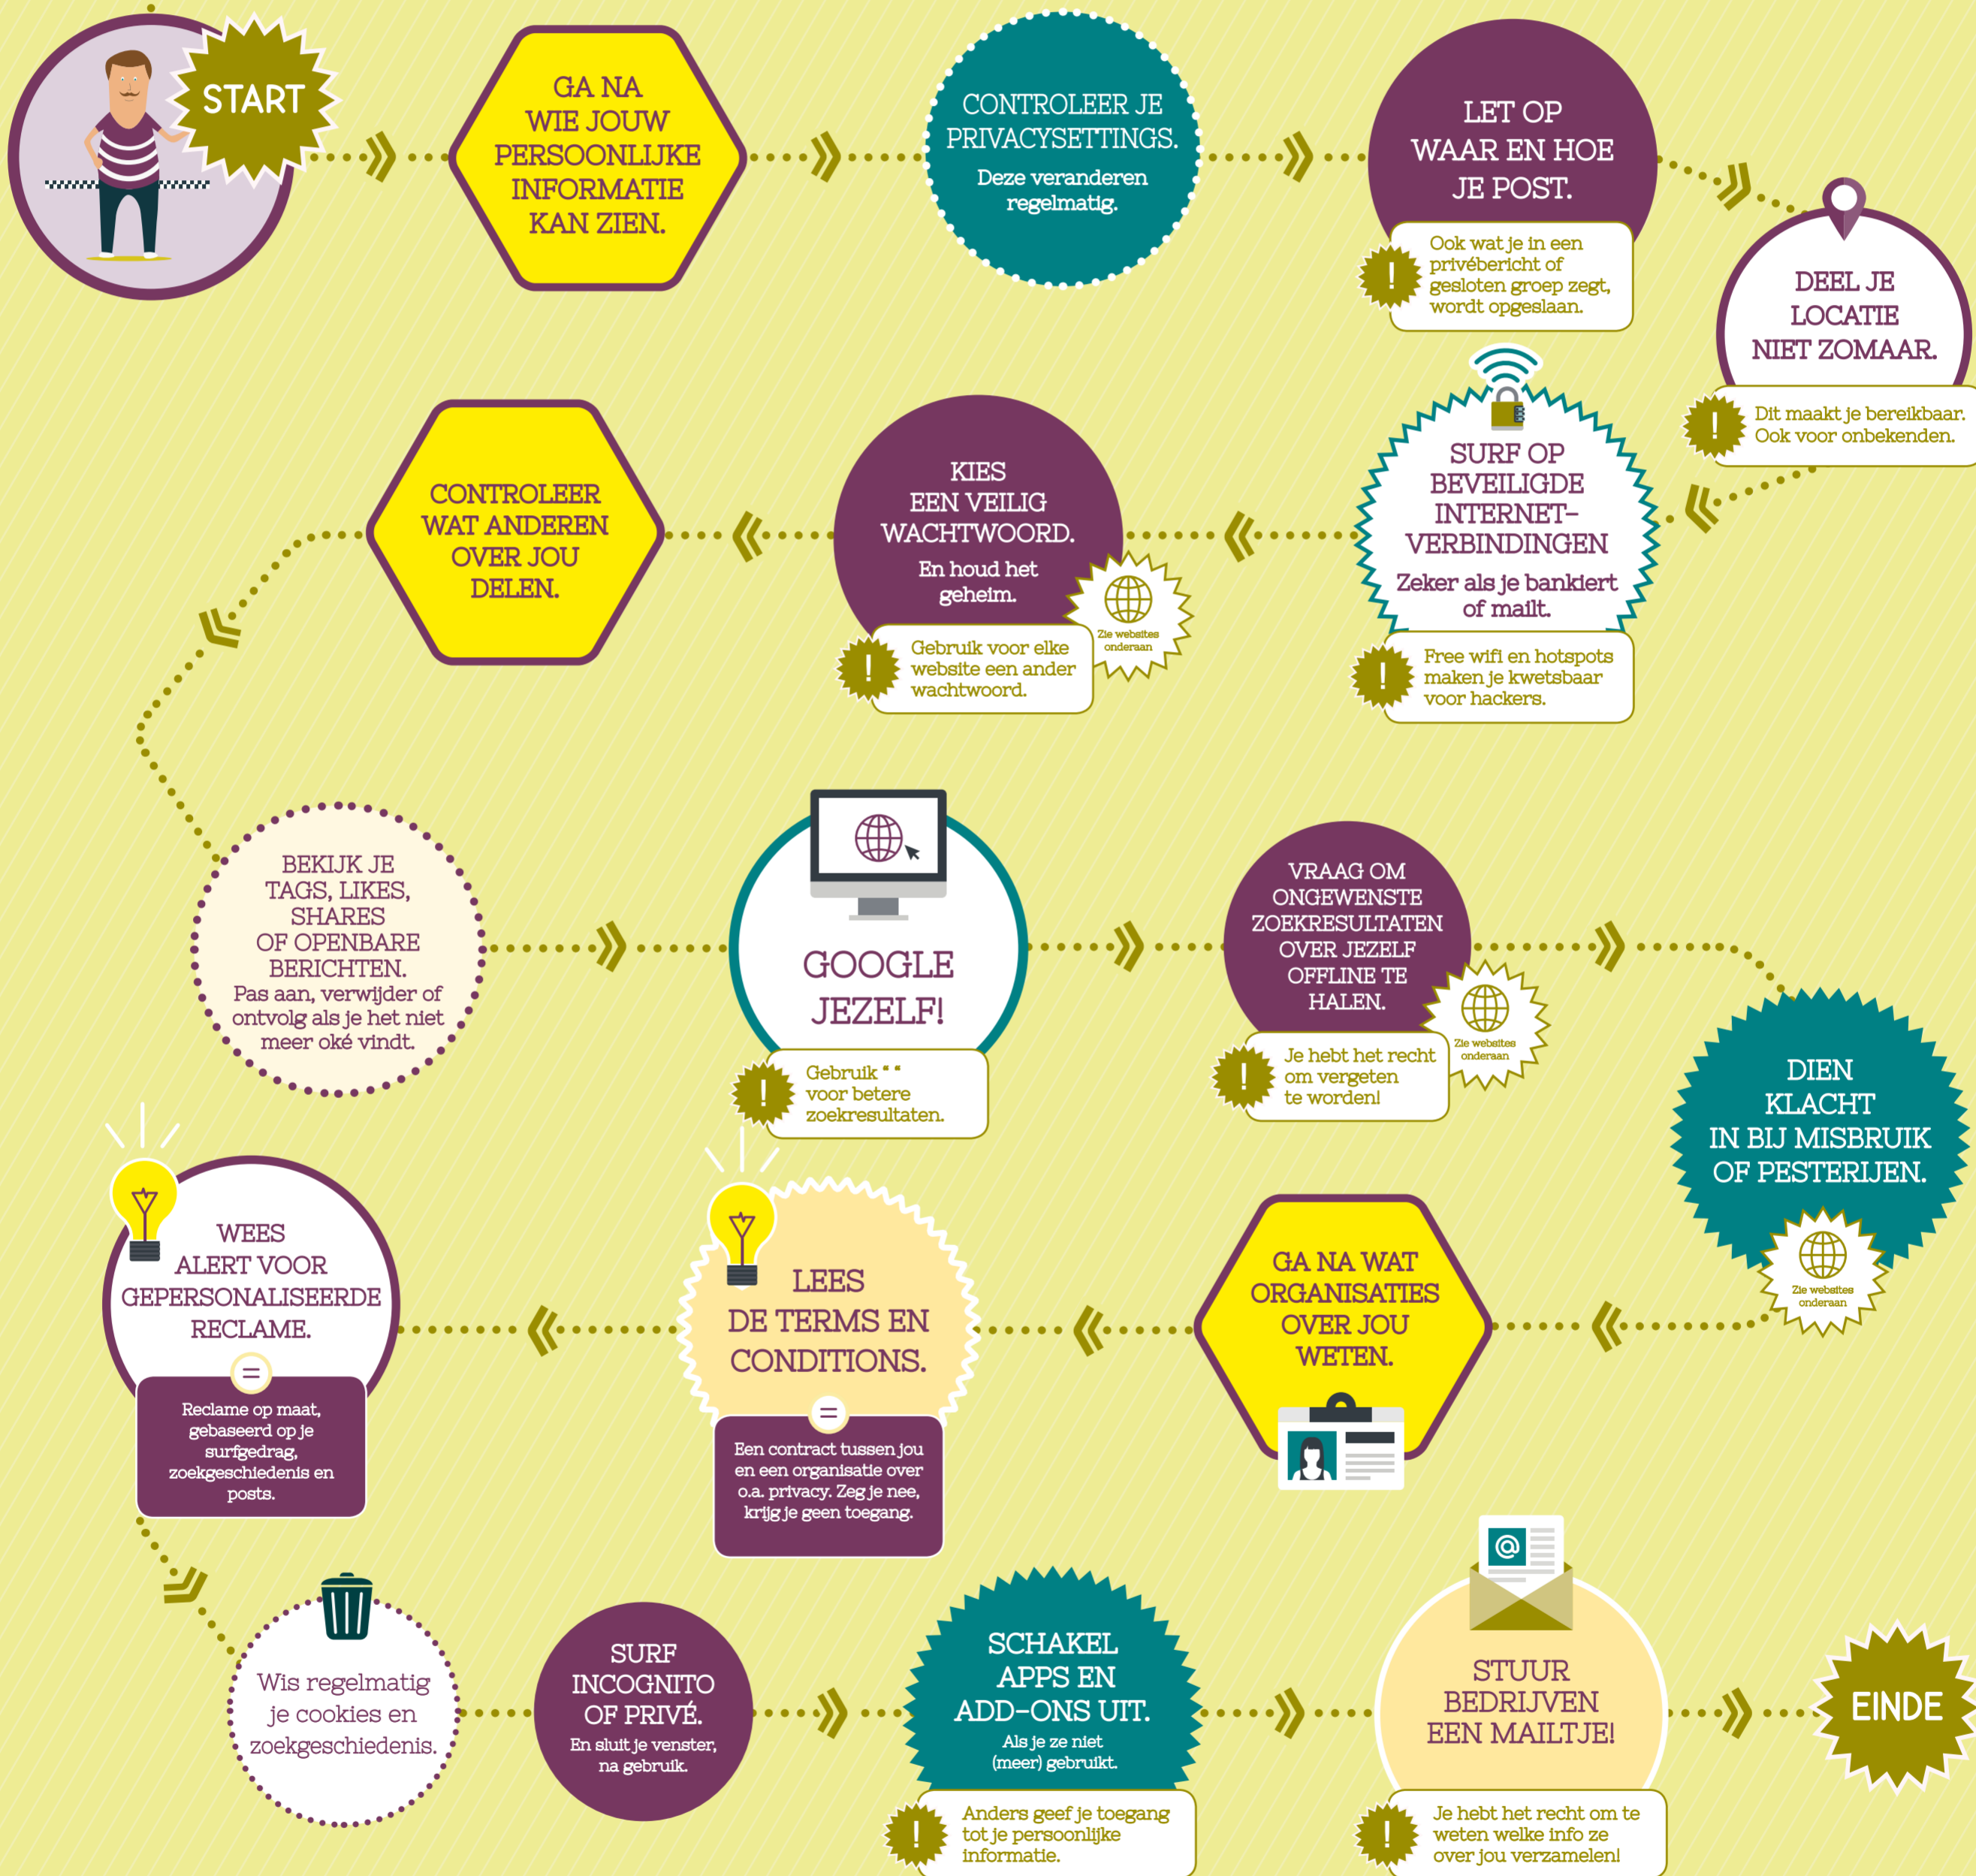 START
GA NA
WIE JOUW
PERSOONLIJKE
INFORMATIE
KAN ZIEN.
CONTROLEER JE
PRIVACYSETTINGS.
Deze veranderen
regelmatig.
LET OP
WAAR EN HOE
JE POST.
!
Ook wat je in een
privébericht of
gesloten groep zegt,
wordt opgeslaan.
DEEL JE
LOCATIE
NIET ZOMAAR.
!
Dit maakt je bereikbaar.
Ook voor onbekenden.
SURF OP
BEVEILIGDE
INTERNET-
VERBINDINGEN
Zeker als je bankiert
of mailt.
!
Free wifi en hotspots
maken je kwetsbaar
voor hackers.
KIES
EEN VEILIG
WACHTWOORD.
En houd het
geheim.
Zie websites
onderaan
!
Gebruik voor elke
website een ander
wachtwoord.
CONTROLEER
WAT ANDEREN
OVER JOU
DELEN.
BEKIJK JE
TAGS, LIKES,
SHARES
OF OPENBARE
BERICHTEN.
Pas aan, verwijder of
ontvolg als je het niet
meer oké vindt.
GOOGLE
JEZELF!
!
Gebruik “ “
voor betere
zoekresultaten.
VRAAG OM
ONGEWENSTE
ZOEKRESULTATEN
OVER JEZELF
OFFLINE TE
HALEN.
Zie websites
onderaan
!
Je hebt het recht
om vergeten
te worden!
DIEN
KLACHT
IN BIJ MISBRUIK
OF PESTERIJEN.
Zie websites
onderaan
GA NA WAT
ORGANISATIES
OVER JOU
WETEN.
LEES
DE TERMS EN
CONDITIONS.
=
Een contract tussen jou
en een organisatie over
o.a. privacy. Zeg je nee,
krijg je geen toegang.
WEES
ALERT VOOR
GEPERSONALISEERDE
RECLAME.
=
Reclame op maat,
gebaseerd op je
surfgedrag,
zoekgeschiedenis en
posts.
Wis regelmatig
je cookies en
zoekgeschiedenis.
SURF
INCOGNITO
OF PRIVÉ.
En sluit je venster,
na gebruik.
SCHAKEL
APPS EN
ADD-ONS UIT.
Als je ze niet
(meer) gebruikt.
!
Anders geef je toegang
tot je persoonlijke
informatie.
@
STUUR
BEDRIJVEN
EEN MAILTJE!
!
Je hebt het recht om te
weten welke info ze
over jou verzamelen!
EINDE